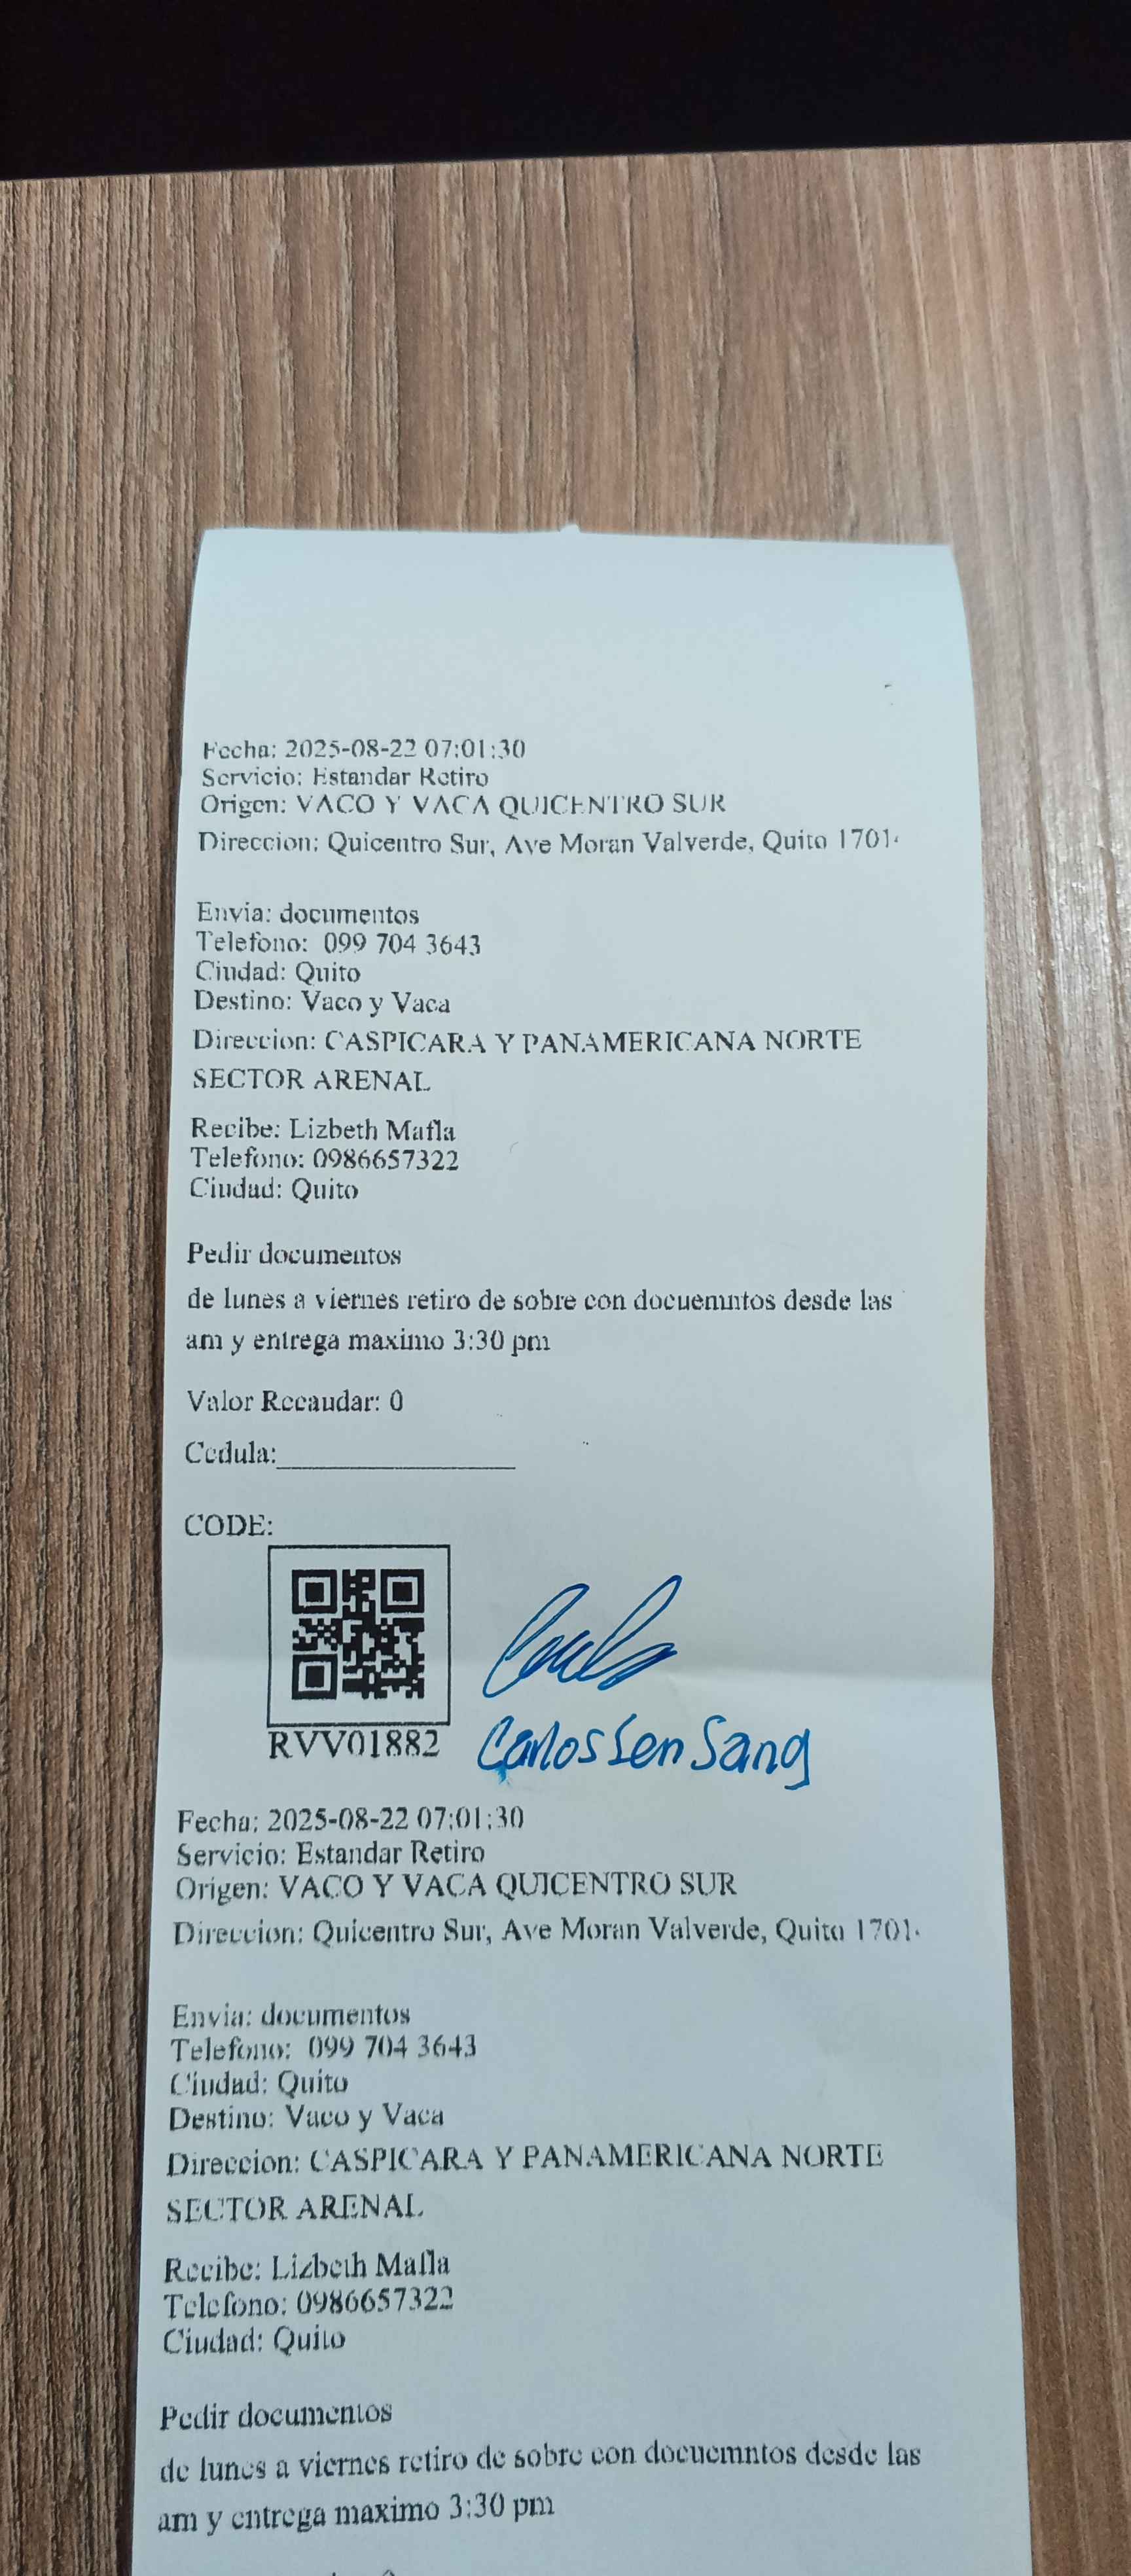 Fecha: 2025-08-22 07:01:30
Servicio: Estandar Retiro
Origen: VACO Y VACA QUICENTRO SUR
Direccion: Quicentro Sur, Ave Moran Valverde, Quito 1701
Envia: documentos
Telefono: 099 704 3643
Ciudad: Quito
Destino: Vaco y Vaca
Direccion: CASPICARA Y PANAMERICANA NORTE
SECTOR ARENAL
Recibe: Lizbeth Mafla
Telefono: 0986657322
Ciudad: Quito
Pedir documentos
de lunes a viernes retiro de sobre con docuemntos desde las
am y entrega maximo 3:30 pm
Valor Recaudar: 0
Cedula:
CODE:
RVV01882
Carlos Sen Sang
Fecha: 2025-08-22 07:01:30
Servicio: Estandar Retiro
Origen: VACO Y VACA QUICENTRO SUR
Direccion: Quicentro Sur, Ave Moran Valverde, Quito 1701
Envia: documentos
Telefono: 099 704 3643
Ciudad: Quito
Destino: Vaco y Vaca
Direccion: CASPICARA Y PANAMERICANA NORTE
SECTOR ARENAL
Recibe: Lizbeth Mafla
Telefono: 0986657322
Ciudad: Quito
Pedir documentos
de lunes a viernes retiro de sobre con docuemntos desde las
am y entrega maximo 3:30 pm